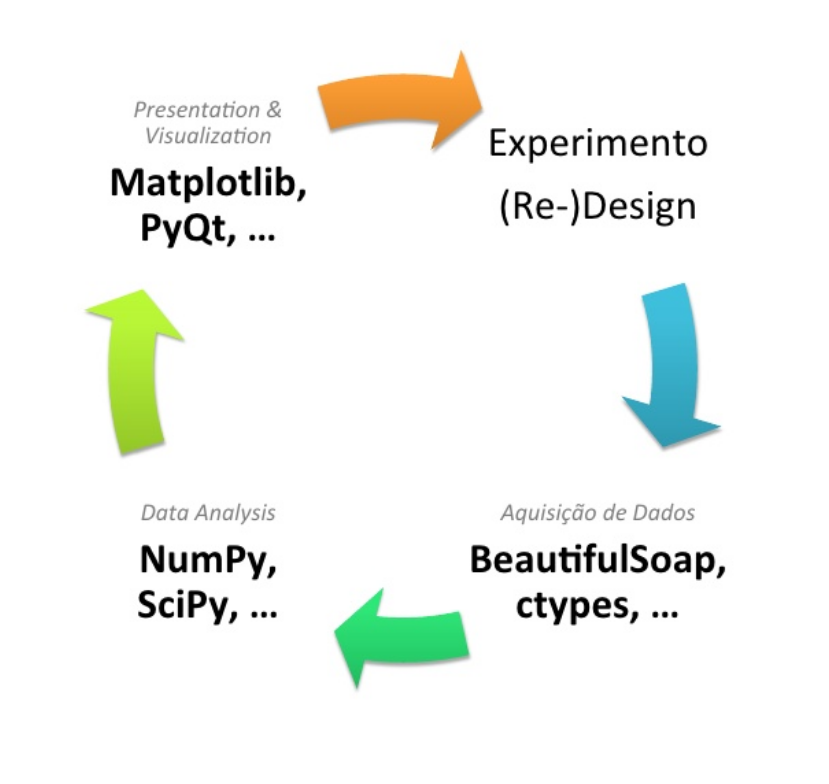 Presentation &
Visualization
Matplotlib,
PyQt, ...
Experimento
(Re-)Design
Data Analysis
NumPy,
SciPy, ...
Aquisição de Dados
BeautifulSoap,
ctypes, ...